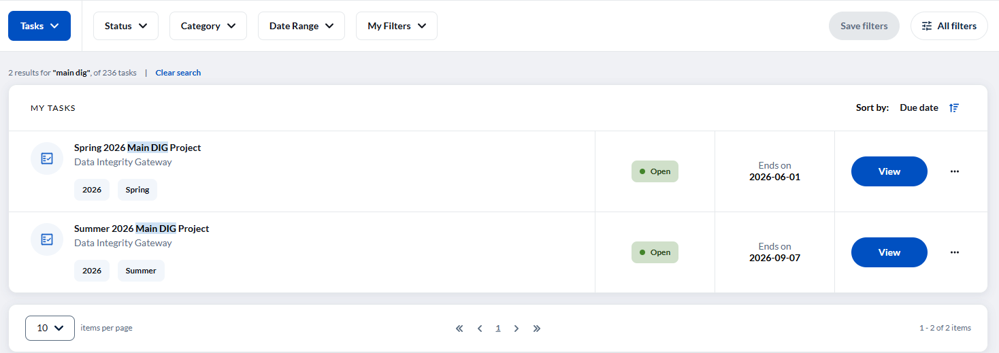 Tasks Status Category Date Range My Filters Save filters All filters
2 results for "main dig", of 236 tasks | Clear search
MY TASKS Sort by: Due date
Spring 2026 Main DIG Project
Data Integrity Gateway
2026 Spring
Open
Ends on
2026-06-01
View
Summer 2026 Main DIG Project
Data Integrity Gateway
2026 Summer
Open
Ends on
2026-09-07
View
10 items per page 1 1 - 2 of 2 items